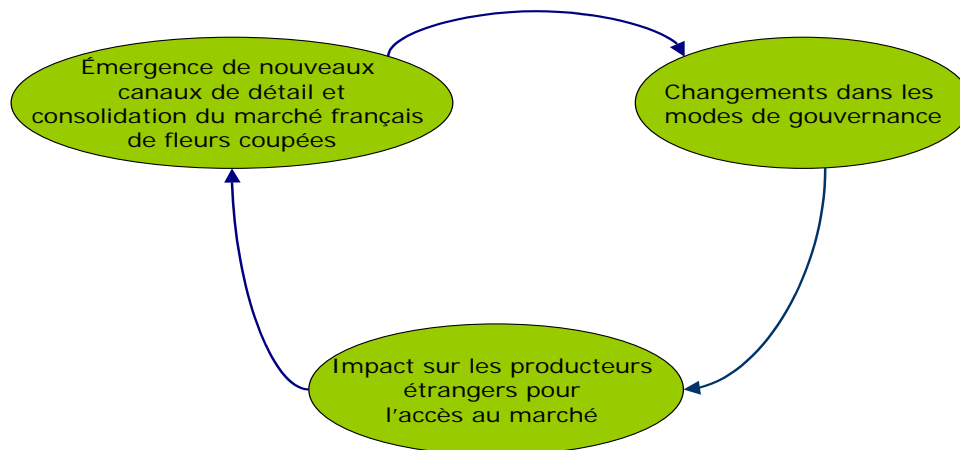 Émergence de nouveaux
canaux de détail et
consolidation du marché français
de fleurs coupées
Changements dans les
modes de gouvernance
Impact sur les producteurs
étrangers pour
l'accès au marché